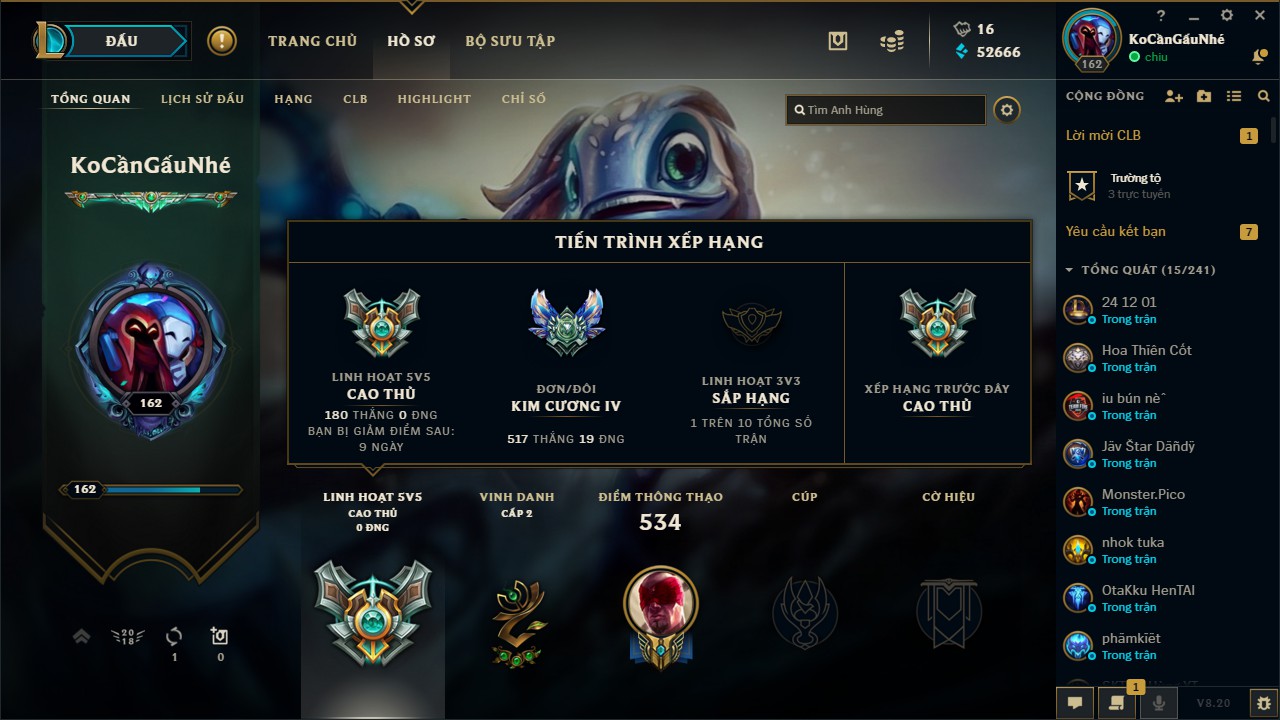 ĐẤU
TRANG CHỦ
HỒ SƠ
BỘ SƯU TẬP
16
52666
KoCầnGấuNhé
162
chiu
TỔNG QUAN
LỊCH SỬ ĐẤU
HẠNG
CLB
HIGHLIGHT
CHỈ SỐ
Tìm Anh Hùng
CỘNG ĐỒNG
Lời mời CLB
1
Trường tộ
3 trực tuyến
Yêu cầu kết bạn
7
TỔNG QUÁT (15/241)
24 12 01
Trong trận
Hoa Thiên Cốt
Trong trận
iu bún nèˆ
Trong trận
Jäv Štar Däñdÿ
Trong trận
Monster.Pico
Trong trận
nhok tuka
Trong trận
OtaKku HenTAI
Trong trận
phâmkïët
Trong trận
1
V8.20
KoCầnGấuNhé
162
162
20
18
1
0
TIẾN TRÌNH XẾP HẠNG
LINH HOẠT 5V5
CAO THỦ
180 THẮNG 0 ĐNG
BẠN BỊ GIẢM ĐIỂM SAU:
9 NGÀY
ĐƠN/ĐÔI
KIM CƯƠNG IV
517 THẮNG 19 ĐNG
LINH HOẠT 3V3
SẮP HẠNG
1 TRÊN 10 TỔNG SỐ
TRẬN
XẾP HẠNG TRƯỚC ĐÂY
CAO THỦ
LINH HOẠT 5V5
CAO THỦ
0 ĐNG
VINH DANH
CẤP 2
ĐIỂM THÔNG THẠO
534
CÚP
CỜ HIỆU